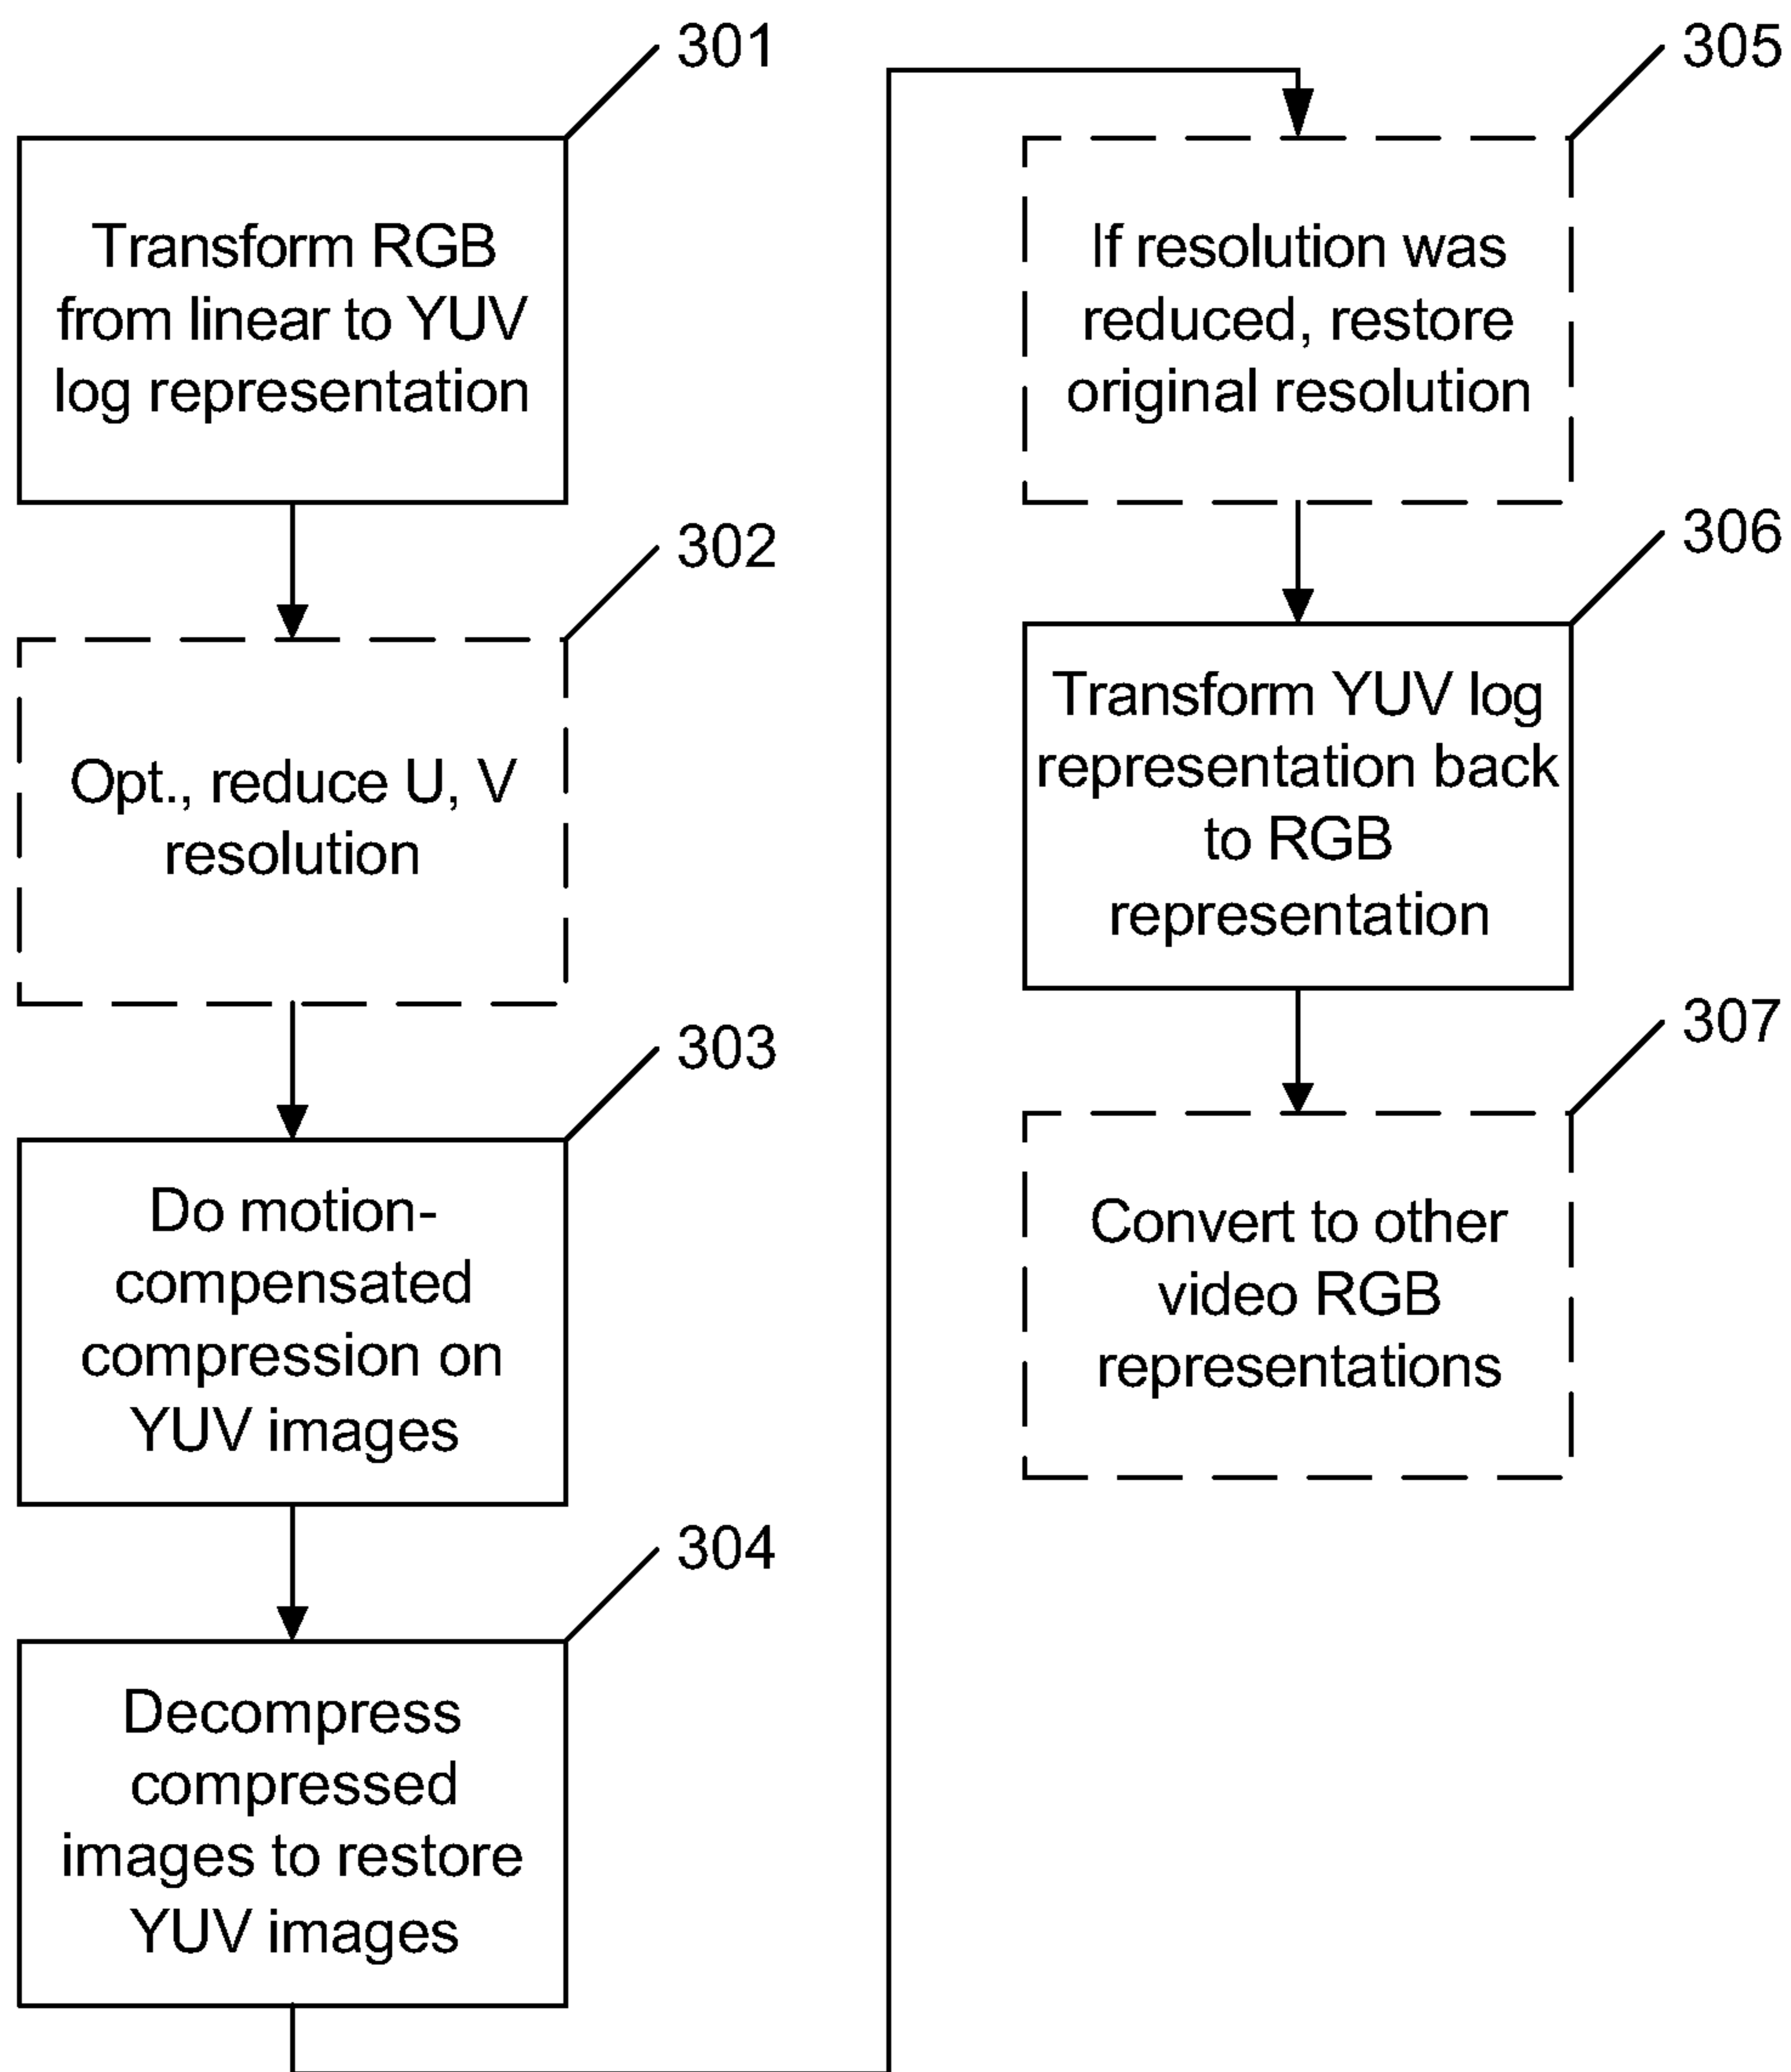 301
Transform RGB
from linear to YUV
log representation
302
Opt., reduce U, V
resolution
303
Do motion-
compensated
compression on
YUV images
304
Decompress
compressed
images to restore
YUV images
305
If resolution was
reduced, restore
original resolution
306
Transform YUV log
representation back
to RGB
representation
307
Convert to other
video RGB
representations